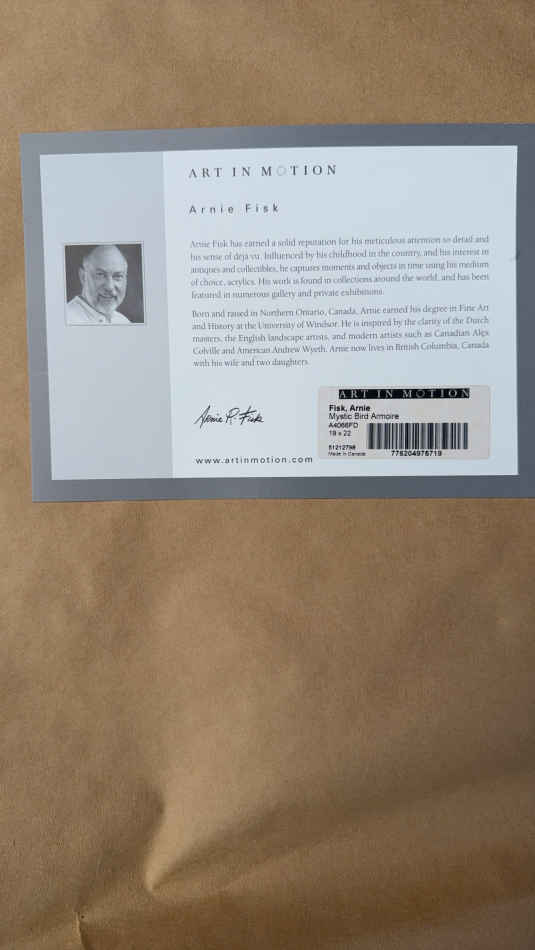 ART IN MOTION
Arnie Fisk
Arnie Fisk has earned a solid reputation for his meticulous attention to detail and
his sense of déjà vu. Influenced by his childhood in the country, and his interest in
antiques and collectibles, he captures moments and objects in time using his medium
of choice, acrylics. His work is found in collections around the world, and has been
featured in numerous gallery and private exhibitions.
Born and raised in Northern Ontario, Canada, Arnie earned his degree in Fine Art
and History at the University of Windsor. He is inspired by the clarity of the Dutch
masters, the English landscape artists, and modern artists such as Canadian Alex
Colville and American Andrew Wyeth. Arnie now lives in British Columbia, Canada
with his wife and two daughters.
Arnie R. Fisk
www.artinmotion.com
ART IN MOTION
Fisk, Arnie
Mystic Bird Armoire
A4066FD
19 x 22
51212798
Made in Canada
778204976719